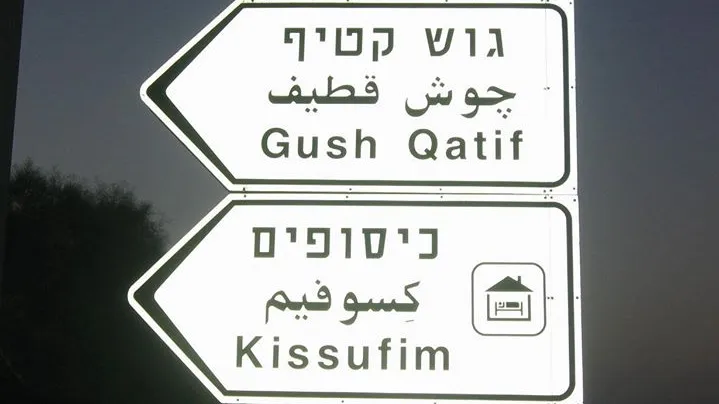 גוש קטיף
چوش قطيف
Gush Qatif
כיסופים
كِسوفيم
Kissufim